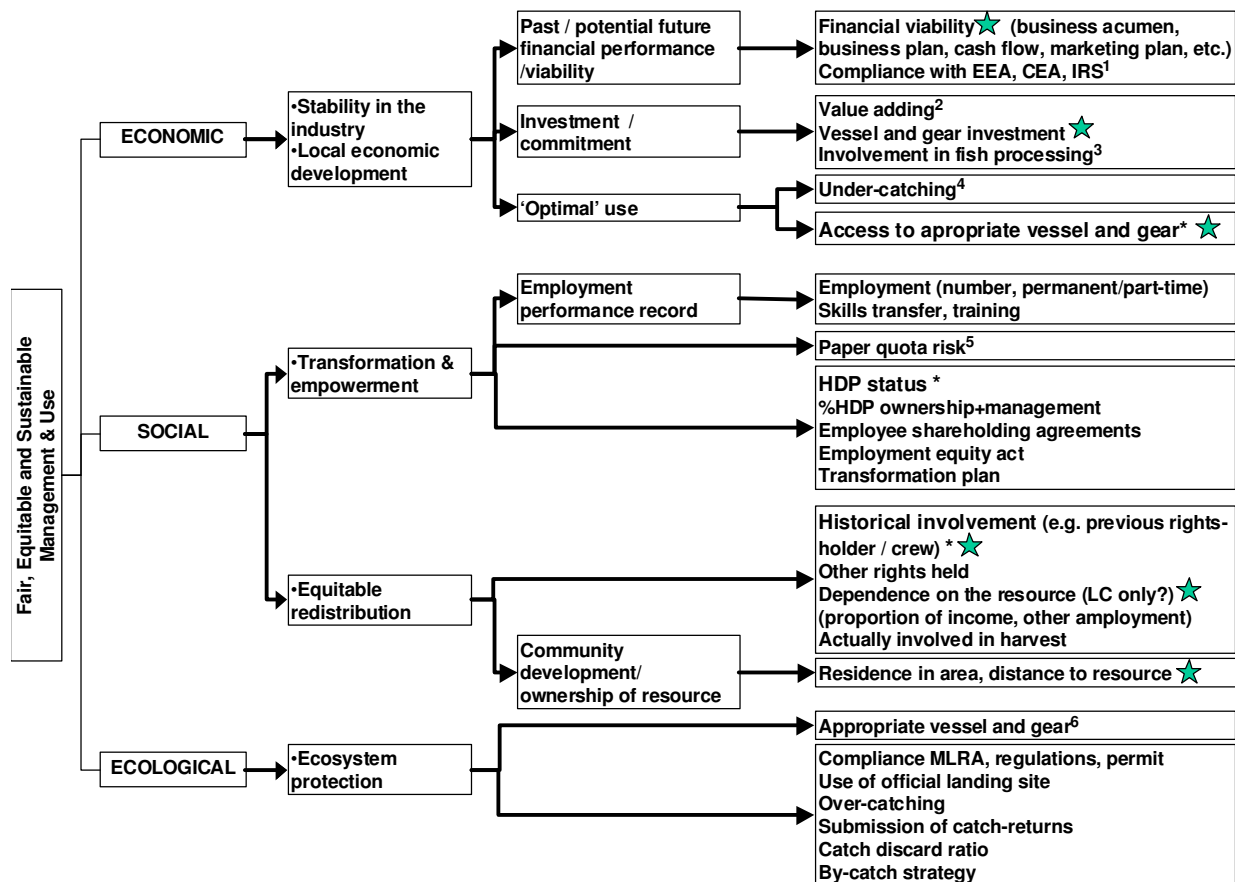 Fair, Equitable and Sustainable
Management & Use
ECONOMIC
•Stability in the
industry
•Local economic
development
Past / potential future
financial performance
/viability
Financial viability (business acumen,
business plan, cash flow, marketing plan, etc.)
Compliance with EEA, CEA, IRS¹
Investment /
commitment
Value adding²
Vessel and gear investment
Involvement in fish processing³
‘Optimal’ use
Under-catching⁴
Access to apropriate vessel and gear*
SOCIAL
•Transformation &
empowerment
Employment
performance record
Employment (number, permanent/part-time)
Skills transfer, training
Paper quota risk⁵
HDP status *
%HDP ownership+management
Employee shareholding agreements
Employment equity act
Transformation plan
•Equitable
redistribution
Historical involvement (e.g. previous rights-
holder / crew) *
Other rights held
Dependence on the resource (LC only?)
(proportion of income, other amployment)
Actually involved in harvest
Community
development/
ownership of resource
Residence in area, distance to resource
ECOLOGICAL
•Ecosystem
protection
Appropriate vessel and gear⁶
Compliance MLRA, regulations, permit
Use of official landing site
Over-catching
Submission of catch-returns
Catch discard ratio
By-catch strategy